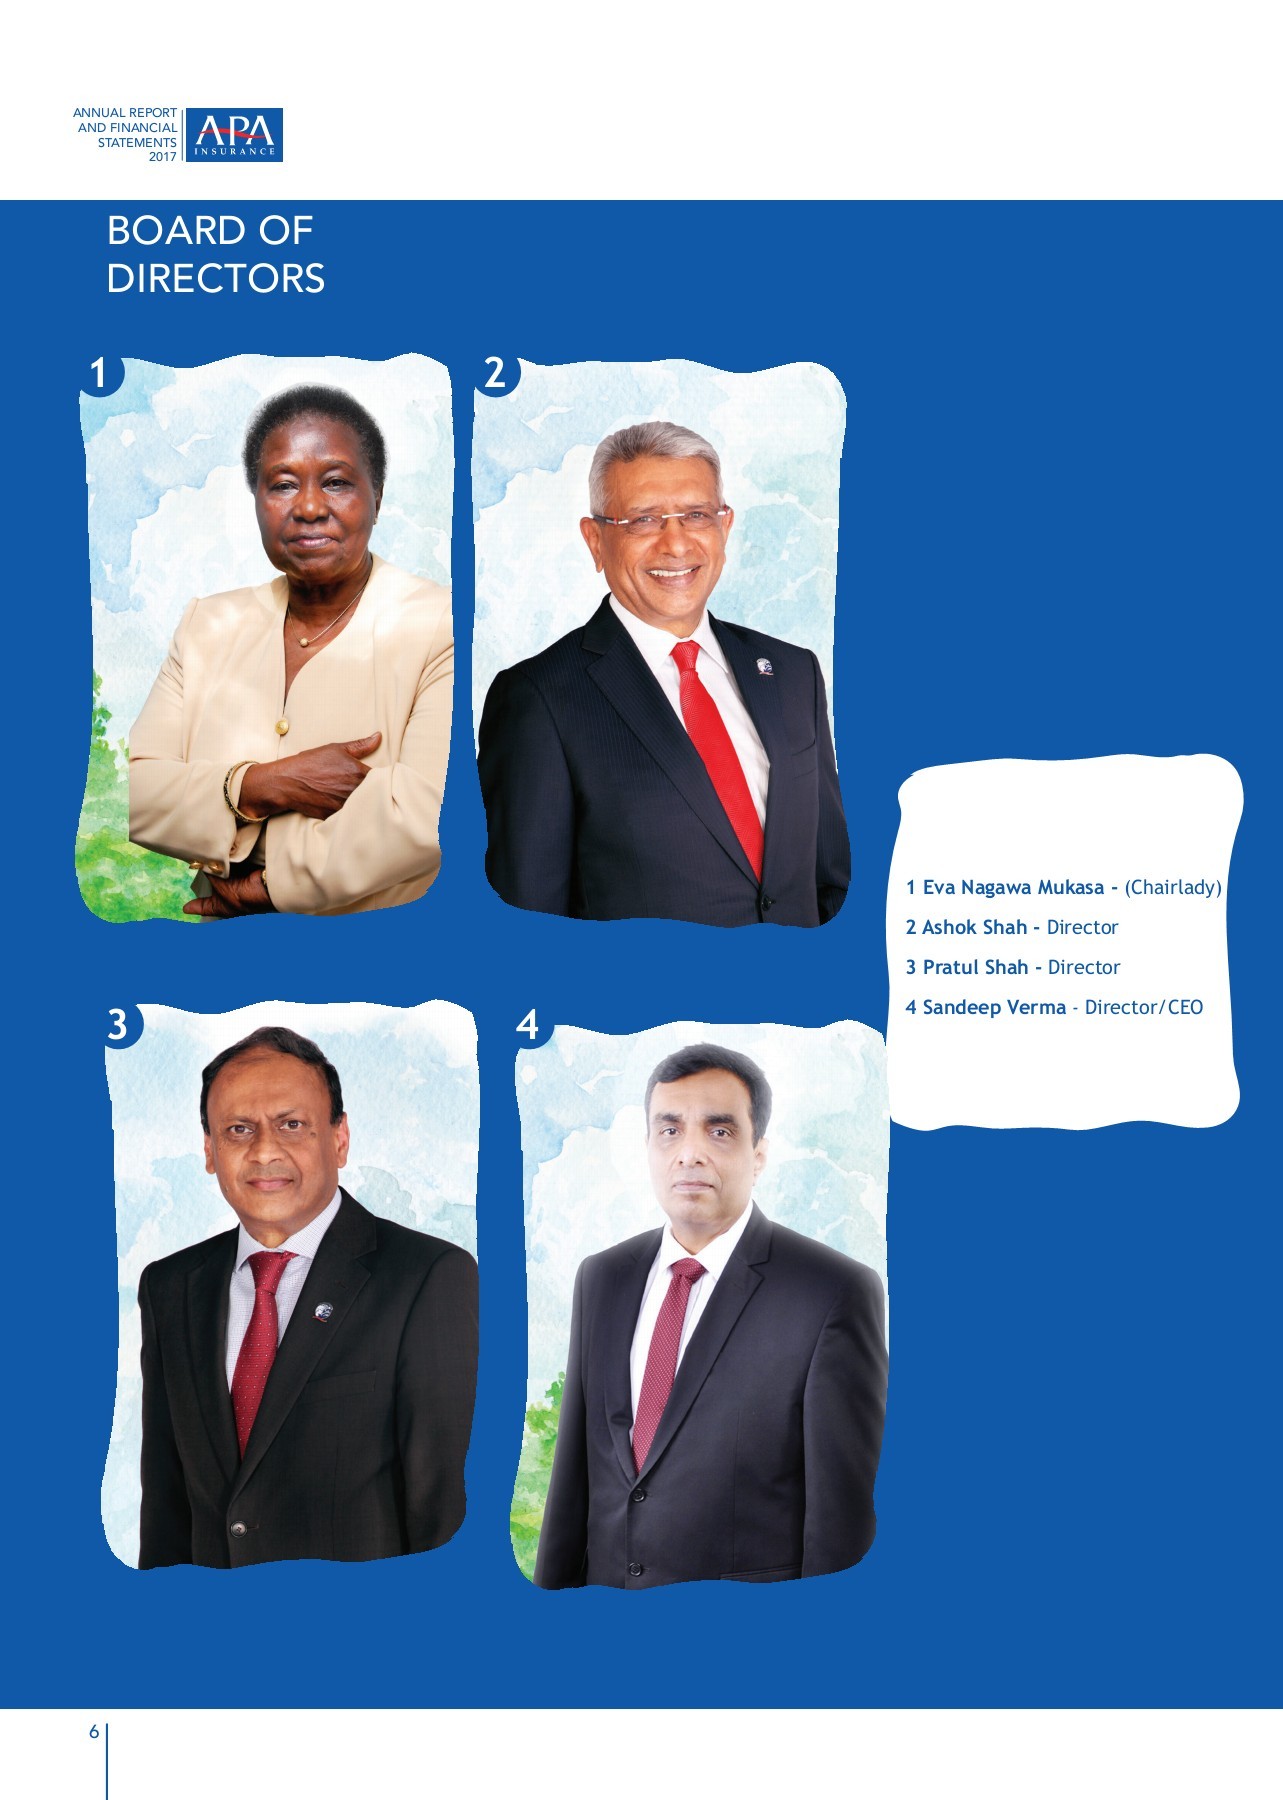 ANNUAL REPORT
AND FINANCIAL
STATEMENTS
2017
APA
INSURANCE
BOARD OF
DIRECTORS
1
2
3
4
1 Eva Nagawa Mukasa - (Chairlady)
2 Ashok Shah - Director
3 Pratul Shah - Director
4 Sandeep Verma - Director/CEO
6